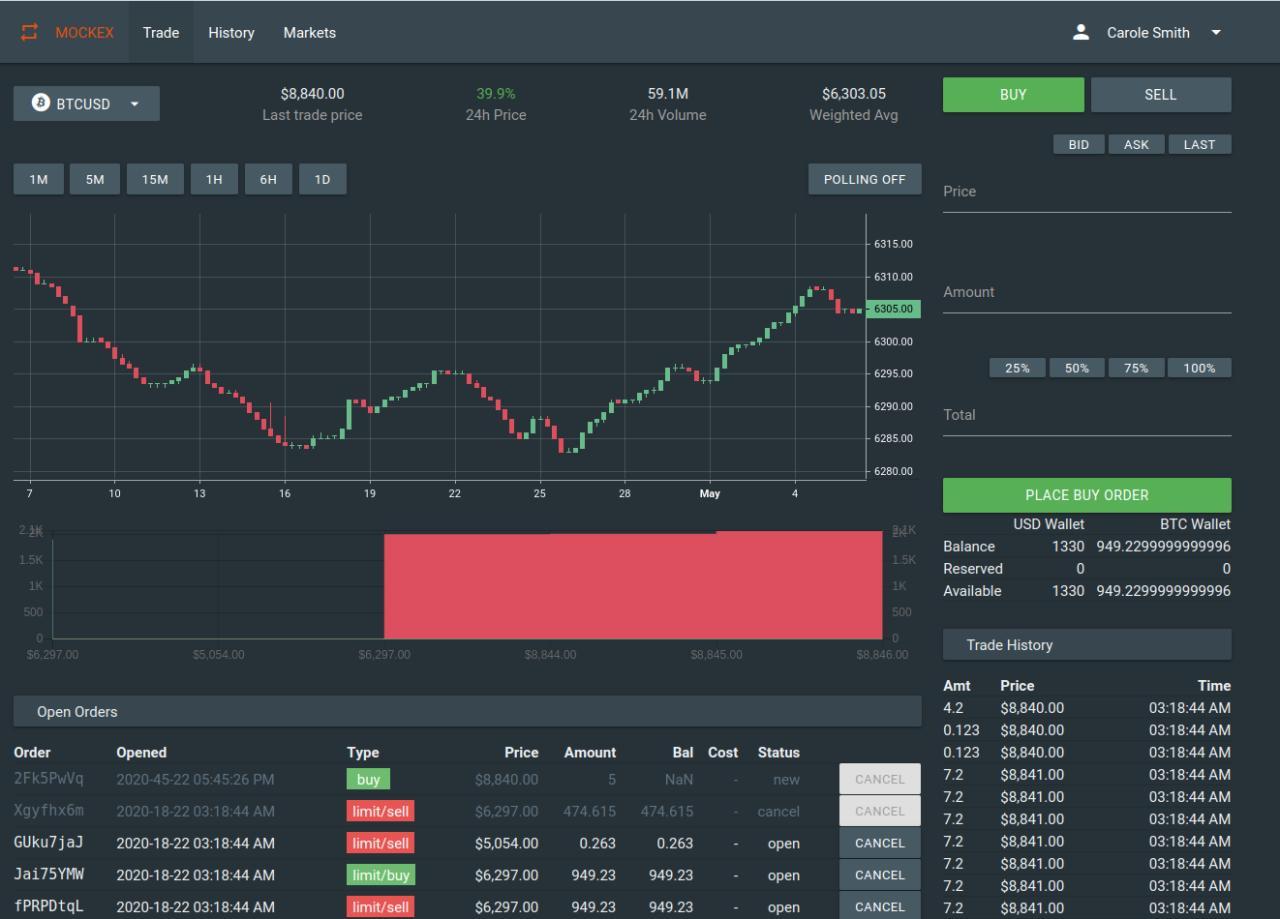 MOCKEX Trade History Markets Carole Smith
BTCUSD
$8,840.00 39.9% 59.1M $6,303.05
Last trade price 24h Price 24h Volume Weighted Avg
1M 5M 15M 1H 6H 1D POLLING OFF
6315.00
6310.00
6305.00
6300.00
6295.00
6290.00
6285.00
6280.00
7 10 13 16 19 22 25 28 May 4
2.1K 2.1K
2K 2K
1.5K 1.5K
1K 1K
500 500
0 0
$6,297.00 $5,054.00 $6,297.00 $8,844.00 $8,845.00 $8,846.00
Open Orders
Order Opened Type Price Amount Bal Cost Status
2Fk5PwVq 2020-45-22 05:45:26 PM buy $8,840.00 5 NaN - new CANCEL
Xgyfhx6m 2020-18-22 03:18:44 AM limit/sell $6,297.00 474.615 474.615 - cancel CANCEL
GUku7jaJ 2020-18-22 03:18:44 AM limit/sell $5,054.00 0.263 0.263 - open CANCEL
Jai75YMW 2020-18-22 03:18:44 AM limit/buy $6,297.00 949.23 949.23 - open CANCEL
fPRPDtqL 2020-18-22 03:18:44 AM limit/sell $6,297.00 949.23 949.23 - open CANCEL
BUY SELL
BID ASK LAST
Price
Amount
25% 50% 75% 100%
Total
PLACE BUY ORDER
USD Wallet BTC Wallet
Balance 1330 949.2299999999996
Reserved 0 0
Available 1330 949.2299999999996
Trade History
Amt Price Time
4.2 $8,840.00 03:18:44 AM
0.123 $8,840.00 03:18:44 AM
0.123 $8,840.00 03:18:44 AM
7.2 $8,841.00 03:18:44 AM
7.2 $8,841.00 03:18:44 AM
7.2 $8,841.00 03:18:44 AM
7.2 $8,841.00 03:18:44 AM
7.2 $8,841.00 03:18:44 AM
7.2 $8,841.00 03:18:44 AM
7.2 $8,841.00 03:18:44 AM